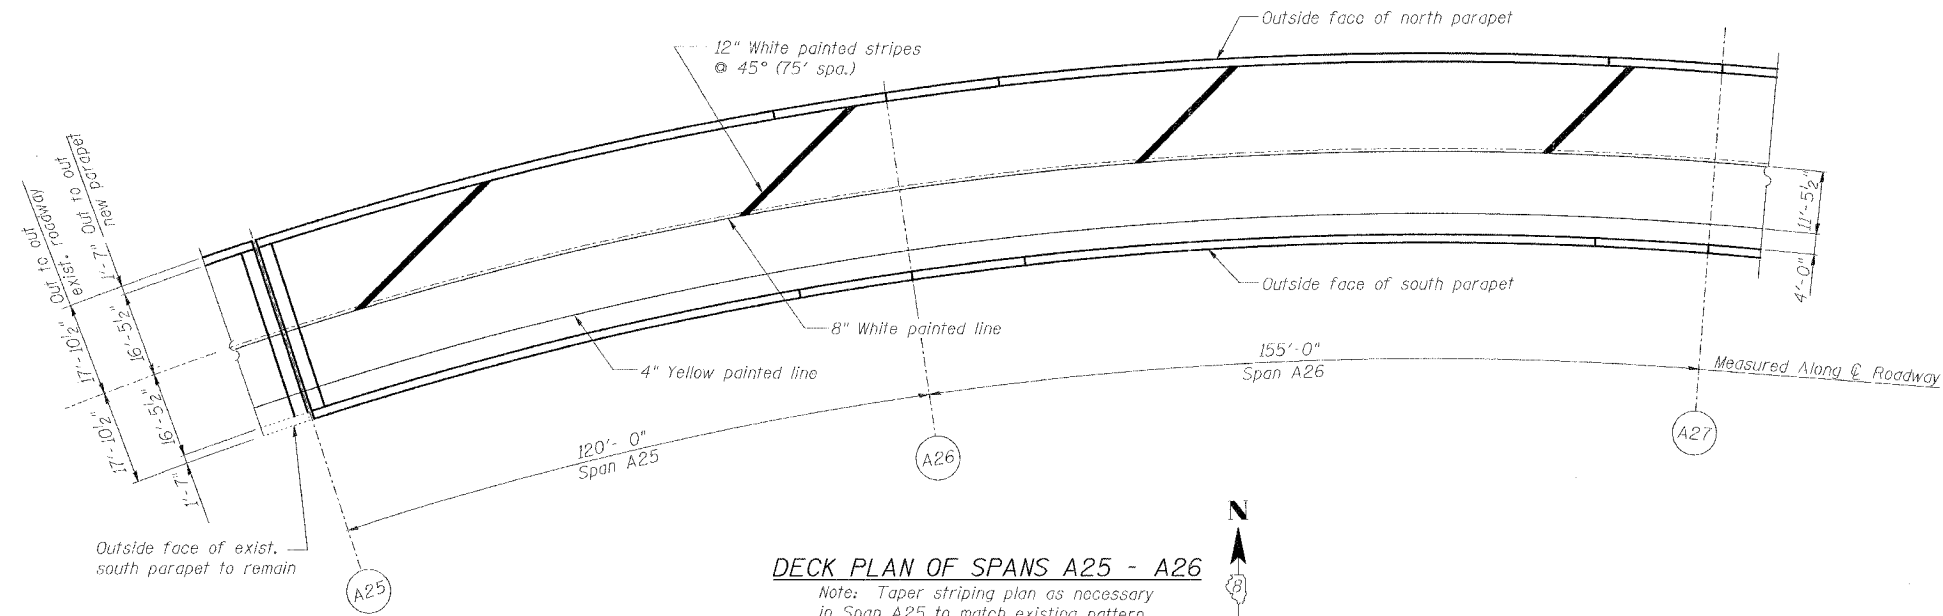 Outside face of north parapet
12" White painted stripes
@ 45° (75' spa.)
1'-7" Out to out
new parapet
17'-10½" Out to out
exist. roadway
16'-5½"
17'-10½"
16'-5½"
1'-7"
11'-5½"
4'-0"
Outside face of south parapet
8" White painted line
4" Yellow painted line
155'-0"
Span A26
Measured Along ℄ Roadway
120'- 0"
Span A25
A27
A26
A25
Outside face of exist.
south parapet to remain
N
DECK PLAN OF SPANS A25 - A26
Note: Taper striping plan as necessary
in Span A25 to match existing pattern